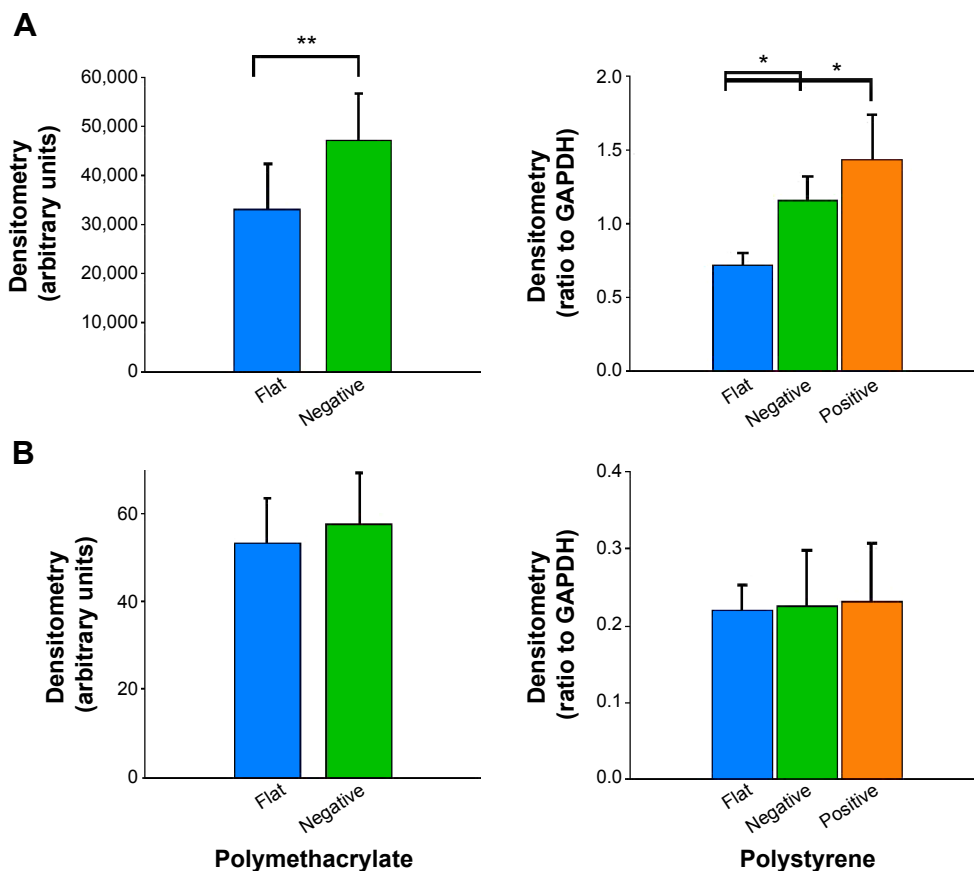 A
**
60,000
50,000
40,000
30,000
20,000
10,000
0
Densitometry
(arbitrary units)
Flat
Negative
*
*
2.0
1.5
1.0
0.5
0.0
Densitometry
(ratio to GAPDH)
Flat
Negative
Positive
B
60
40
20
0
Densitometry
(arbitrary units)
Flat
Negative
Polymethacrylate
0.4
0.3
0.2
0.1
0.0
Densitometry
(ratio to GAPDH)
Flat
Negative
Positive
Polystyrene